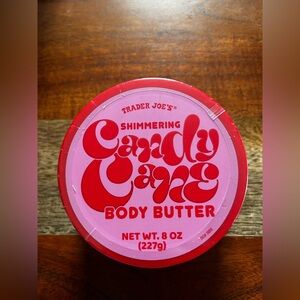 TRADER JOE'S®
SHIMMERING
Candy
Cane
BODY BUTTER
NET WT. 8 OZ
(227g)